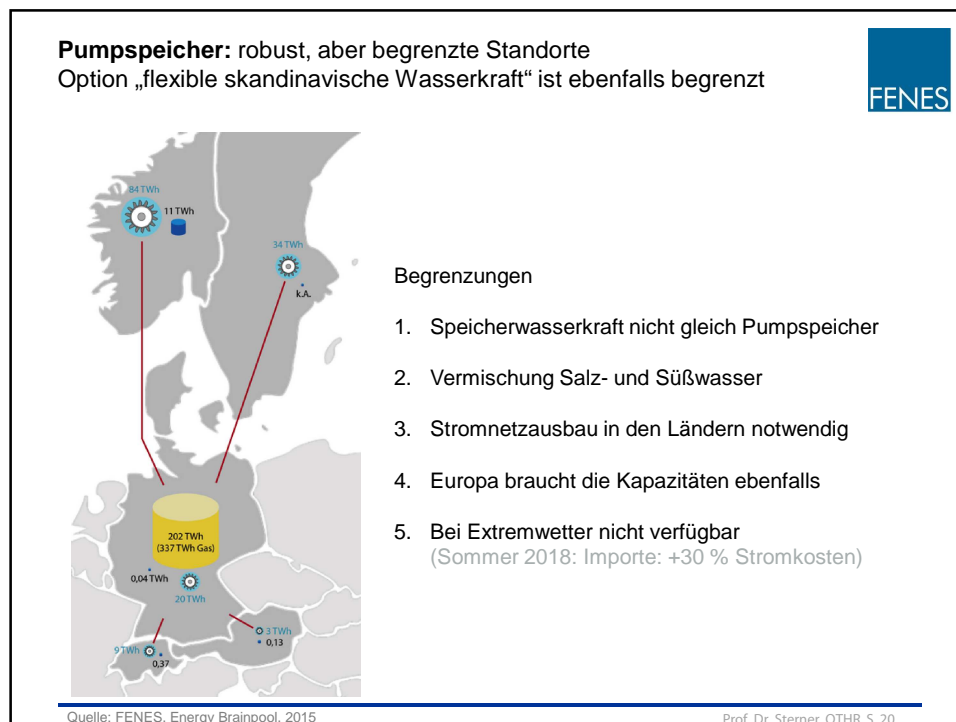 Pumpspeicher: robust, aber begrenzte Standorte
Option „flexible skandinavische Wasserkraft“ ist ebenfalls begrenzt
FENES
84 TWh
11 TWh
34 TWh
k.A.
202 TWh
(337 TWh Gas)
0,04 TWh
20 TWh
3 TWh
0,13
9 TWh
0,37
Begrenzungen
1. Speicherwasserkraft nicht gleich Pumpspeicher
2. Vermischung Salz- und Süßwasser
3. Stromnetzausbau in den Ländern notwendig
4. Europa braucht die Kapazitäten ebenfalls
5. Bei Extremwetter nicht verfügbar
(Sommer 2018: Importe: +30 % Stromkosten)
Quelle: FENES, Energy Brainpool, 2015
Prof. Dr. Sterner, OTHR, S. 20